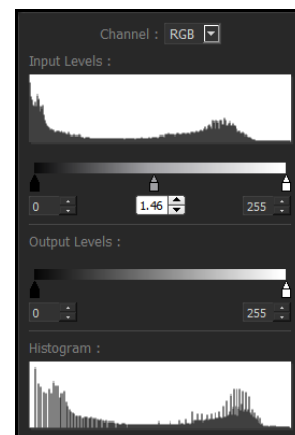 Channel : RGB
Input Levels :
0 1.46 255
Output Levels :
0 255
Histogram :